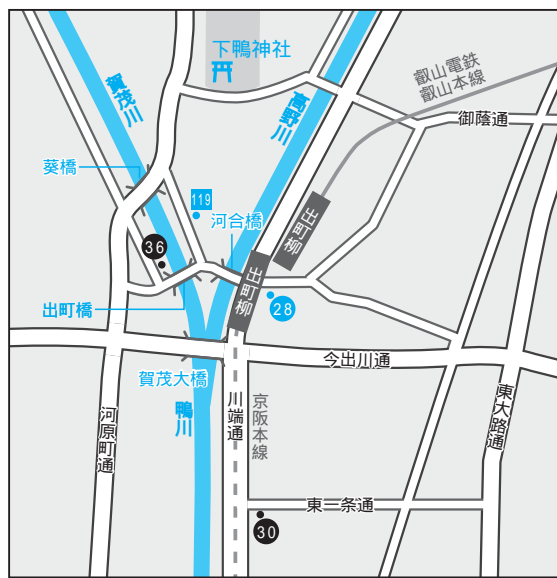 下鴨神社
叡山電鉄
叡山本線
賀茂川
高野川
御蔭通
葵橋
119
河合橋
36
出町柳
出町柳
出町橋
28
今出川通
賀茂大橋
鴨川
川端通
京阪本線
河原町通
東大路通
東一条通
30